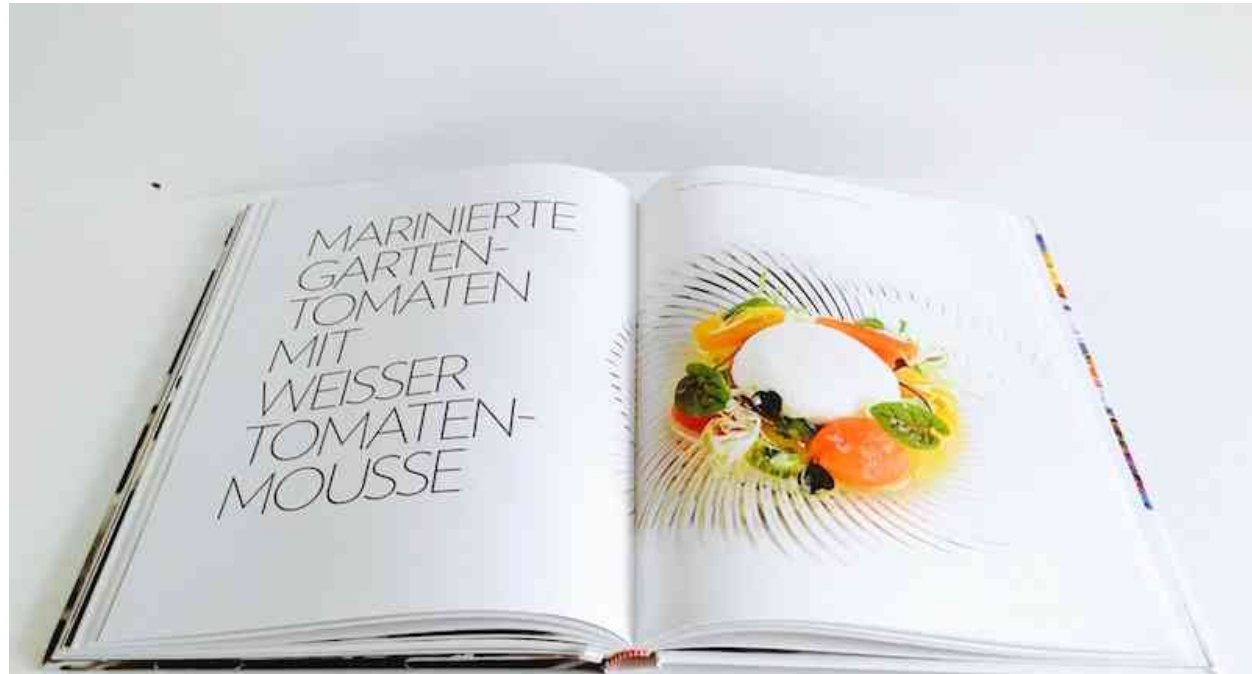 MARINIERTE
GARTEN-
TOMATEN
MIT
WEISSER
TOMATEN-
MOUSSE